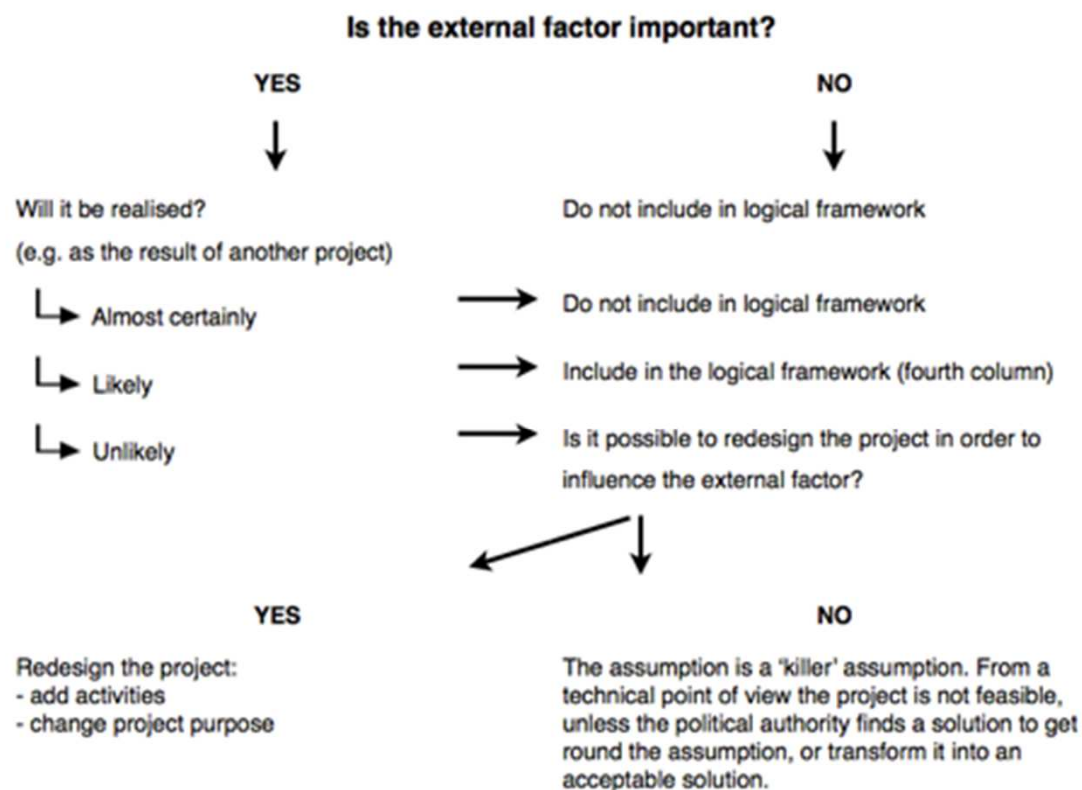 Is the external factor important?
YES
NO
Will it be realised?
Do not include in logical framework
(e.g. as the result of another project)
Almost certainly
Do not include in logical framework
Likely
Include in the logical framework (fourth column)
Unlikely
Is it possible to redesign the project in order to
influence the external factor?
YES
NO
Redesign the project:
- add activities
- change project purpose
The assumption is a 'killer' assumption. From a
technical point of view the project is not feasible,
unless the political authority finds a solution to get
round the assumption, or transform it into an
acceptable solution.